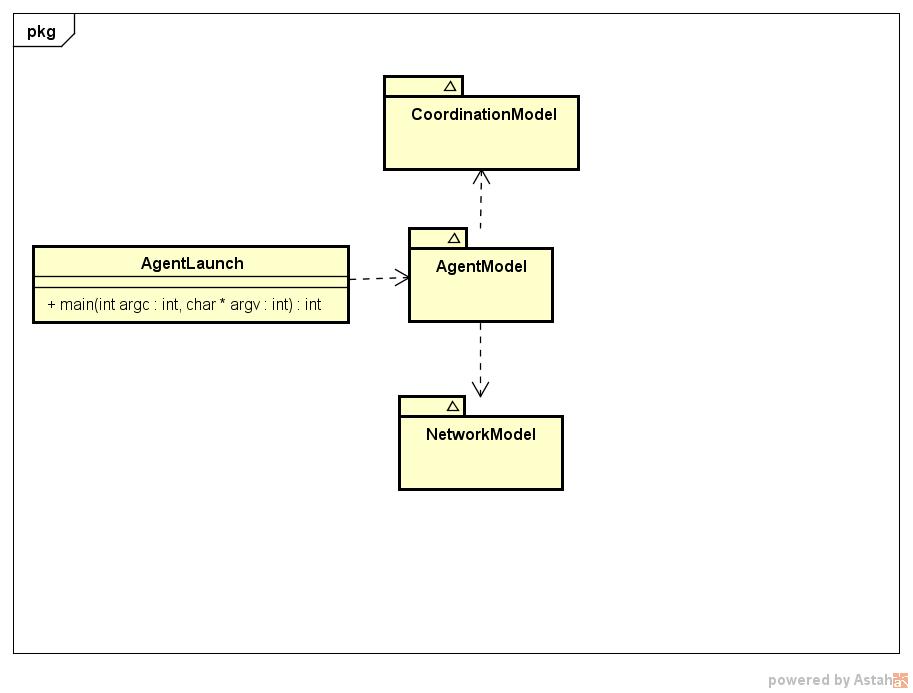 pkg
CoordinationModel
AgentLaunch
+ main(int argc : int, char * argv : int) : int
AgentModel
NetworkModel
powered by Astah